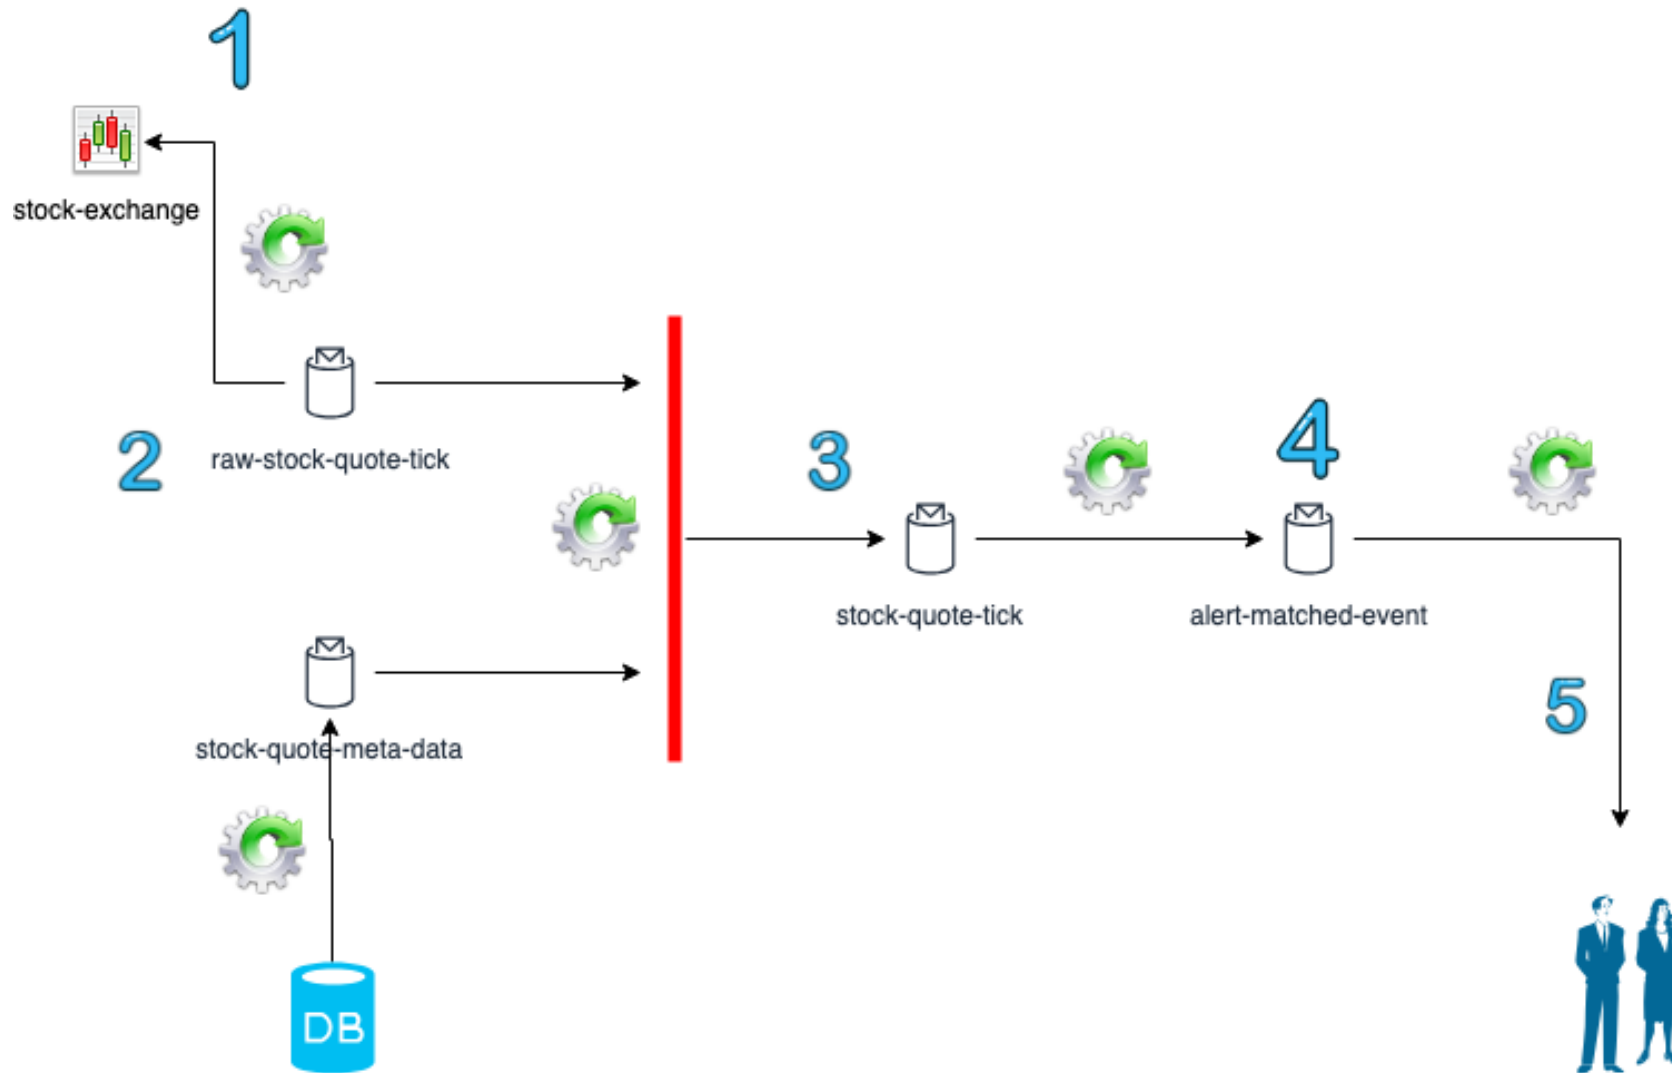 1
stock-exchange
2
raw-stock-quote-tick
3
4
stock-quote-tick
alert-matched-event
stock-quote-meta-data
5
DB